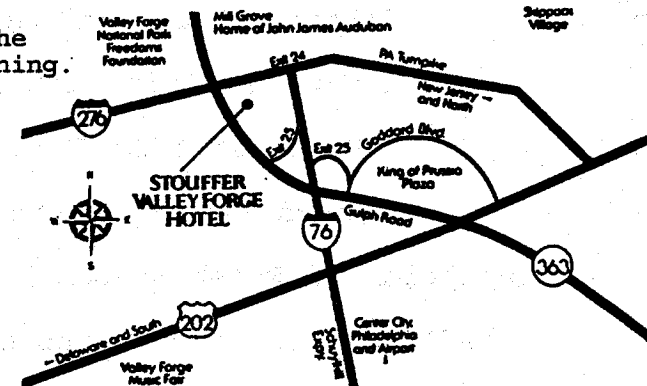 he
ning.
Valley Forge
National Park
Freedoms
Foundation
Mill Grove
Home of John James Audubon
Skippack
Village
Exit 24
PA Turnpike
New Jersey →
and North
276
Exit 25
Exit 25
Goddard Blvd.
King of Prussia
Plaza
STOUFFER
VALLEY FORGE
HOTEL
N
W
E
S
76
Gulph Road
363
202
← Delaware and South
Valley Forge
Music Fair
Schuylkill
Expr.
Center City,
Philadelphia
and Airport
↓